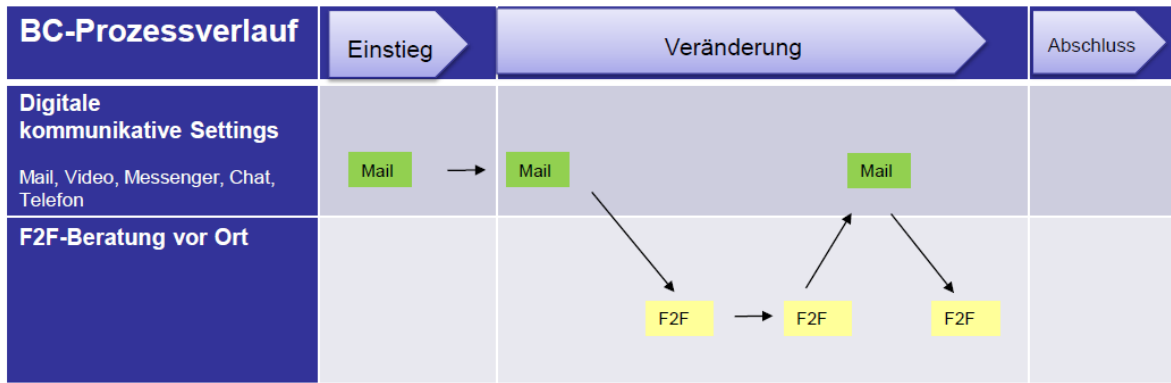 BC-Prozessverlauf
Einstieg
Veränderung
Abschluss
Digitale
kommunikative Settings
Mail, Video, Messenger, Chat,
Telefon
Mail
Mail
Mail
F2F-Beratung vor Ort
F2F
F2F
F2F